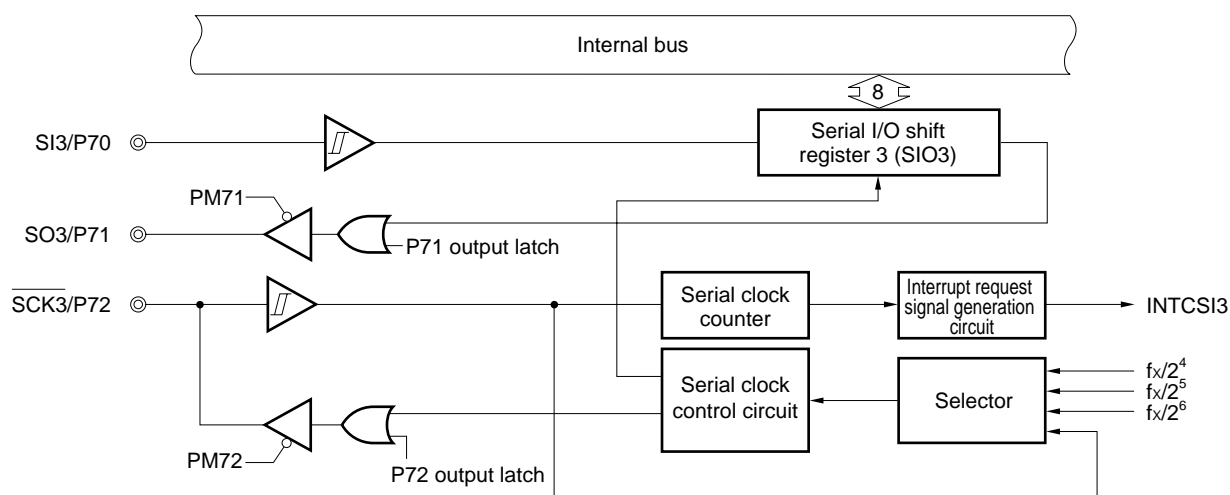 Internal bus
8
SI3/P70
Serial I/O shift
register 3 (SIO3)
PM71
SO3/P71
P71 output latch
SCK3/P72
Serial clock
counter
Interrupt request
signal generation
circuit
INTCSI3
Serial clock
control circuit
Selector
fX/2⁴
fX/2⁵
fX/2⁶
PM72
P72 output latch